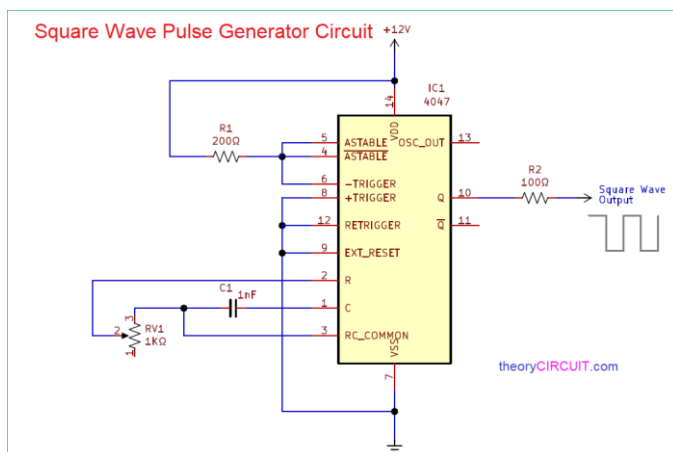 Square Wave Pulse Generator Circuit
+12V
IC1
4047
14
VDD
R1
200Ω
5 ASTABLE OSC_OUT 13
4 ASTABLE
6 -TRIGGER
8 +TRIGGER Q 10
R2
100Ω
Square Wave
Output
12 RETRIGGER Q 11
9 EXT_RESET
2 R
C1
1nF
1 C
3 RC_COMMON
3
2
1
RV1
1KΩ
VSS
7
theoryCIRCUIT.com